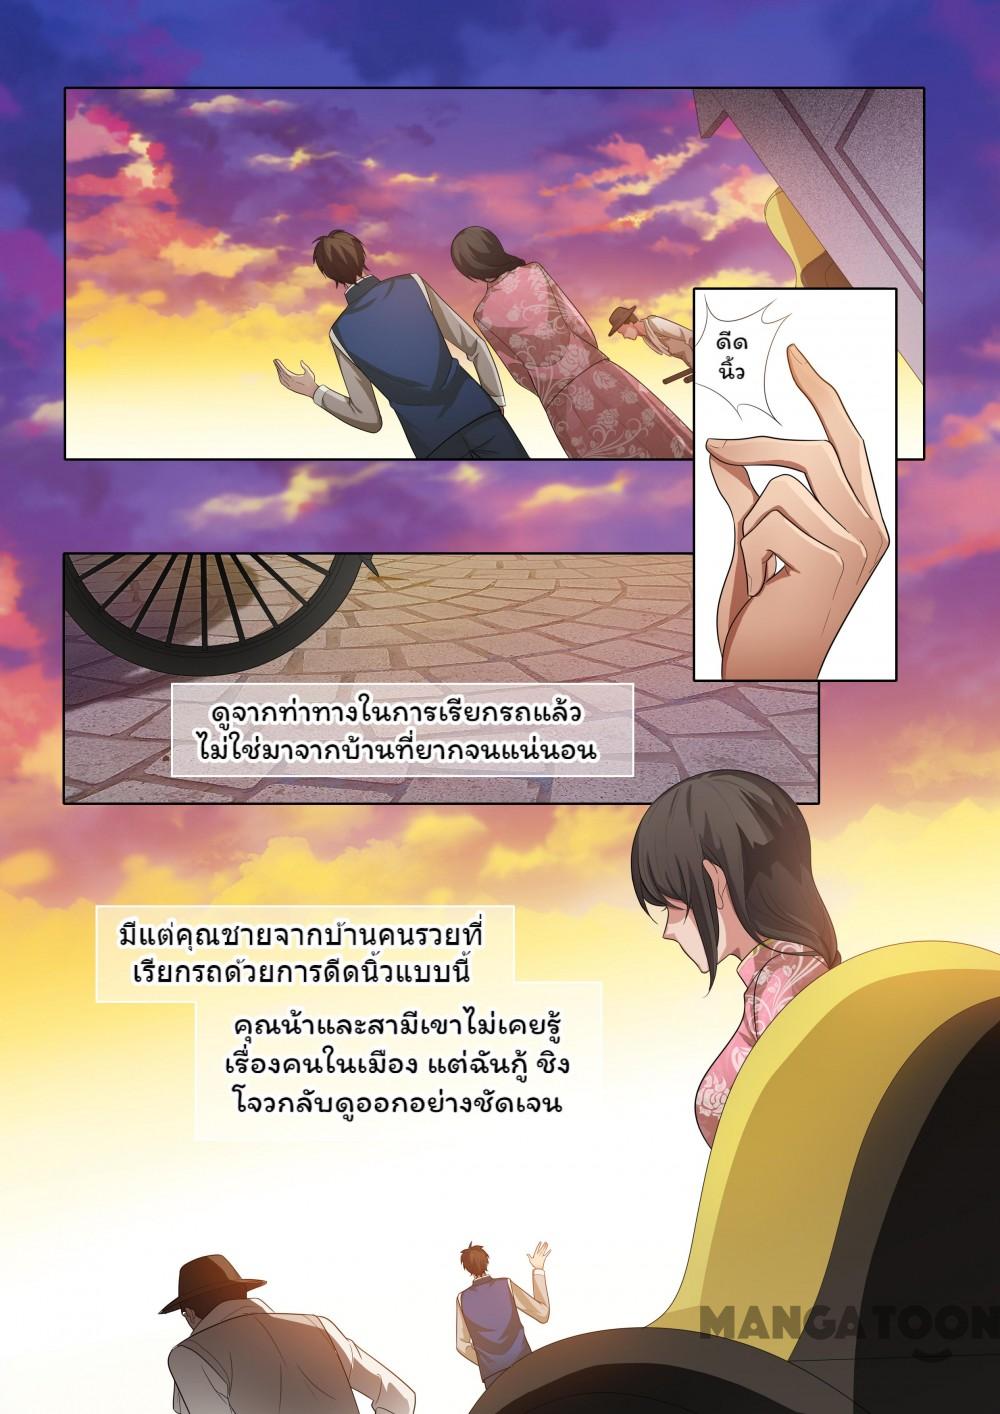 ดีด
นิ้ว
ดูจากท่าทางในการเรียกรถแล้ว
ไม่ใช่มาจากบ้านที่ยากจนแน่นอน
มีแต่คุณชายจากบ้านคนรวยที่
เรียกรถด้วยการดีดนิ้วแบบนี้
คุณน้าและสามีเขาไม่เคยรู้
เรื่องคนในเมือง แต่ฉันกู้ ชิง
โจวกลับดูออกอย่างชัดเจน
MANGATOON